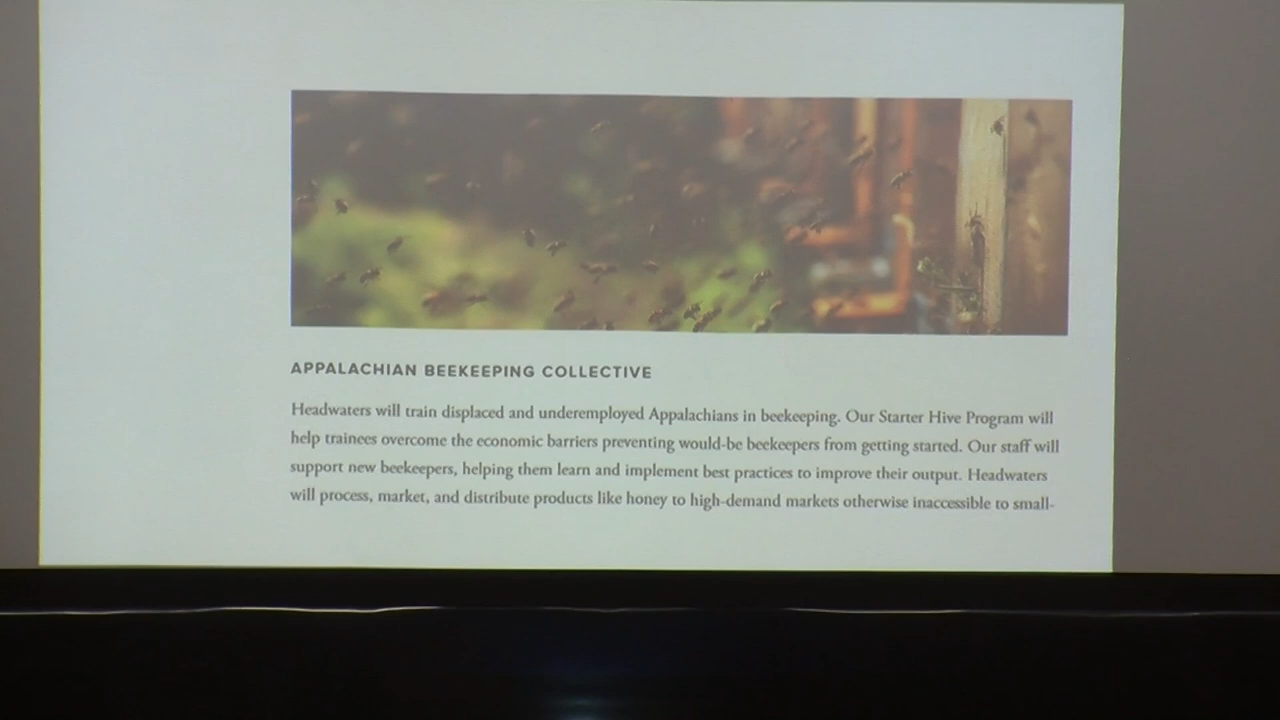 APPALACHIAN BEEKEEPING COLLECTIVE
Headwaters will train displaced and underemployed Appalachians in beekeeping. Our Starter Hive Program will
help trainees overcome the economic barriers preventing would-be beekeepers from getting started. Our staff will
support new beekeepers, helping them learn and implement best practices to improve their output. Headwaters
will process, market, and distribute products like honey to high-demand markets otherwise inaccessible to small-